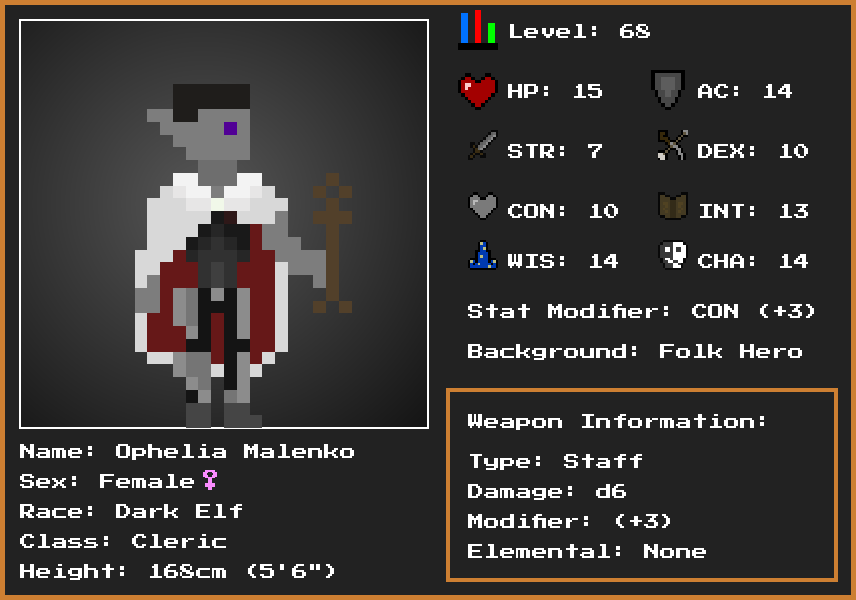 Level: 68
HP: 15
AC: 14
STR: 7
DEX: 10
CON: 10
INT: 13
WIS: 14
CHA: 14
Stat Modifier: CON (+3)
Background: Folk Hero
Weapon Information:
Type: Staff
Damage: d6
Modifier: (+3)
Elemental: None
Name: Ophelia Malenko
Sex: Female♀
Race: Dark Elf
Class: Cleric
Height: 168cm (5'6")